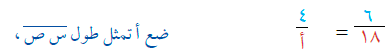 ٦/١٨ = ٤/أ ضع أ تمثل طول س ص ،